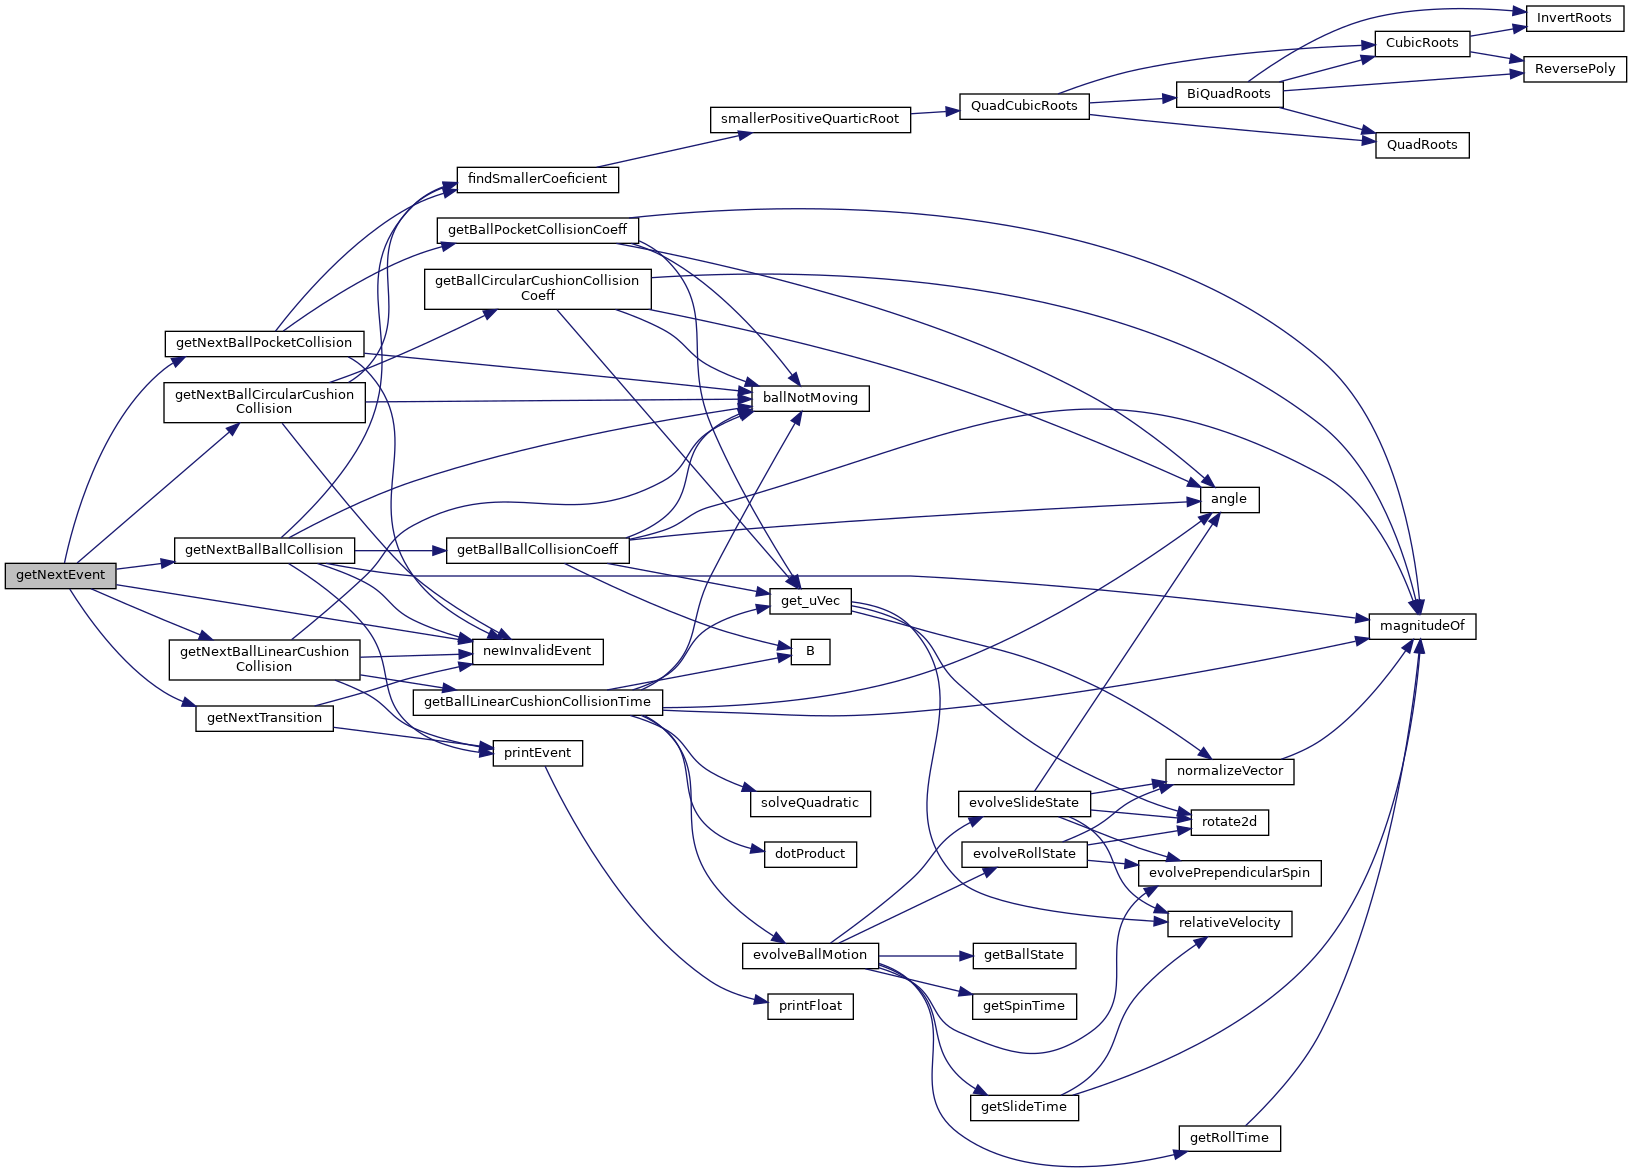 InvertRoots
CubicRoots
ReversePoly
BiQuadRoots
QuadCubicRoots
smallerPositiveQuarticRoot
QuadRoots
findSmallerCoeficient
getBallPocketCollisionCoeff
getBallCircularCushionCollision
Coeff
getNextBallPocketCollision
getNextBallCircularCushion
Collision
ballNotMoving
angle
getNextBallBallCollision
getBallBallCollisionCoeff
getNextEvent
get_uVec
magnitudeOf
getNextBallLinearCushion
Collision
newInvalidEvent
B
getBallLinearCushionCollisionTime
getNextTransition
printEvent
normalizeVector
solveQuadratic
evolveSlideState
rotate2d
dotProduct
evolveRollState
evolvePrependicularSpin
relativeVelocity
evolveBallMotion
getBallState
printFloat
getSpinTime
getSlideTime
getRollTime